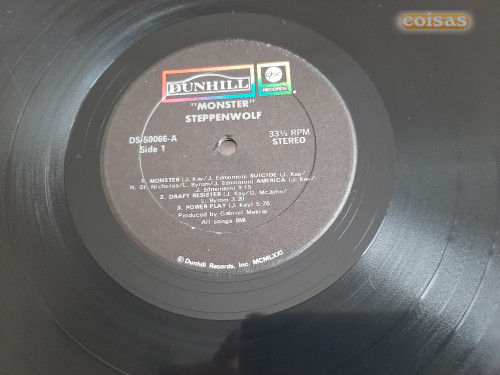 coisas
DUNHILL
abc
RECORDS
"MONSTER"
STEPPENWOLF
DS-50066-A
Side 1
33⅓ RPM
STEREO
1. MONSTER (J. Kay/J. Edmonton) SUICIDE (J. Kay/
N. St. Nicholas/L. Byrom/J. Edmonton) AMERICA (J. Kay/
J. Edmonton) 9:15
2. DRAFT RESISTER (J. Kay/G. McJohn/
L. Byrom) 3:20
3. POWER PLAY (J. Kay) 5:26
Produced by Gabriel Mekler
All songs BMI
© Dunhill Records, Inc. MCMLXXI